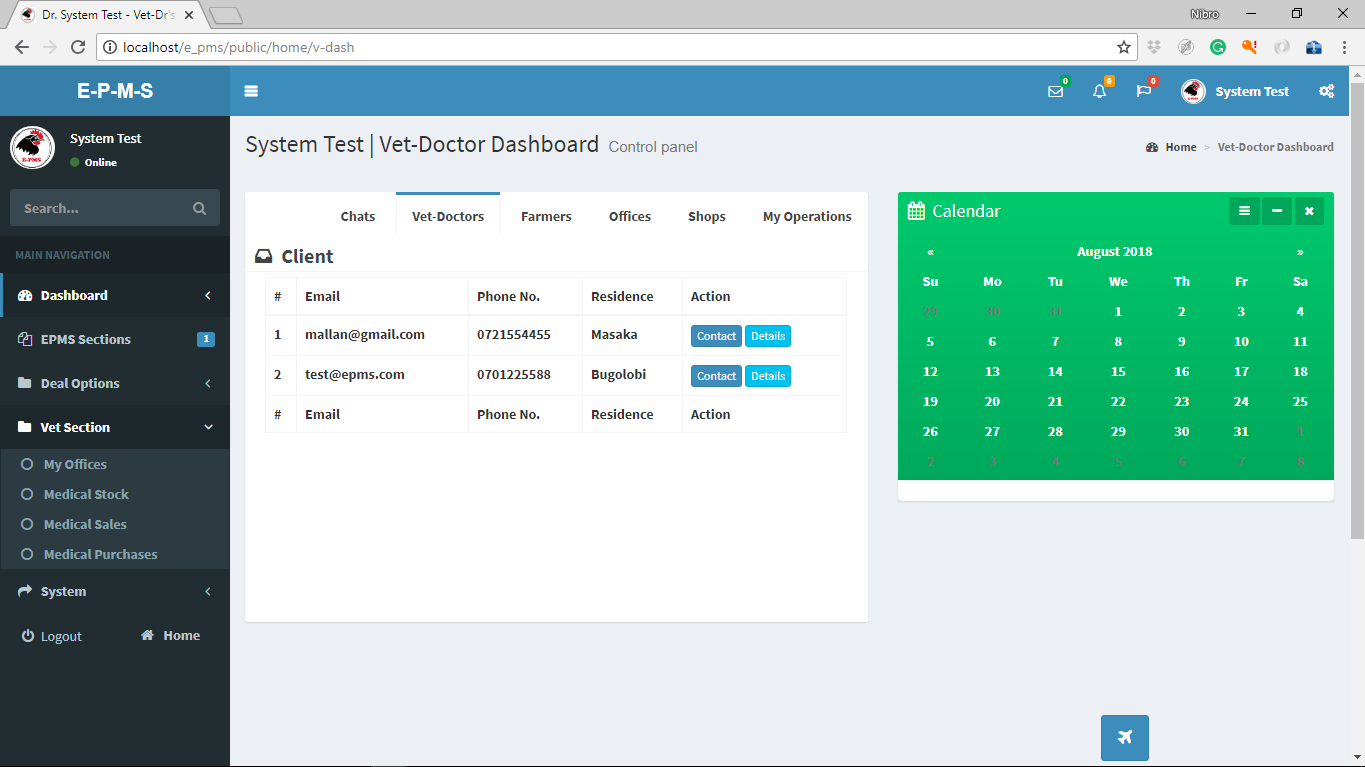 Dr. System Test - Vet-Dr's
Nibro
localhost/e_pms/public/home/v-dash
E-P-M-S
0 0 0 System Test
E-PMS
System Test
Online
Search...
MAIN NAVIGATION
Dashboard
EPMS Sections 1
Deal Options
Vet Section
My Offices
Medical Stock
Medical Sales
Medical Purchases
System
Logout Home
System Test | Vet-Doctor Dashboard Control panel
Home > Vet-Doctor Dashboard
Chats Vet-Doctors Farmers Offices Shops My Operations
Client
# Email Phone No. Residence Action
1 mallan@gmail.com 0721554455 Masaka Contact Details
2 test@epms.com 0701225588 Bugolobi Contact Details
# Email Phone No. Residence Action
Calendar
« August 2018 »
Su Mo Tu We Th Fr Sa
29 30 31 1 2 3 4
5 6 7 8 9 10 11
12 13 14 15 16 17 18
19 20 21 22 23 24 25
26 27 28 29 30 31 1
2 3 4 5 6 7 8